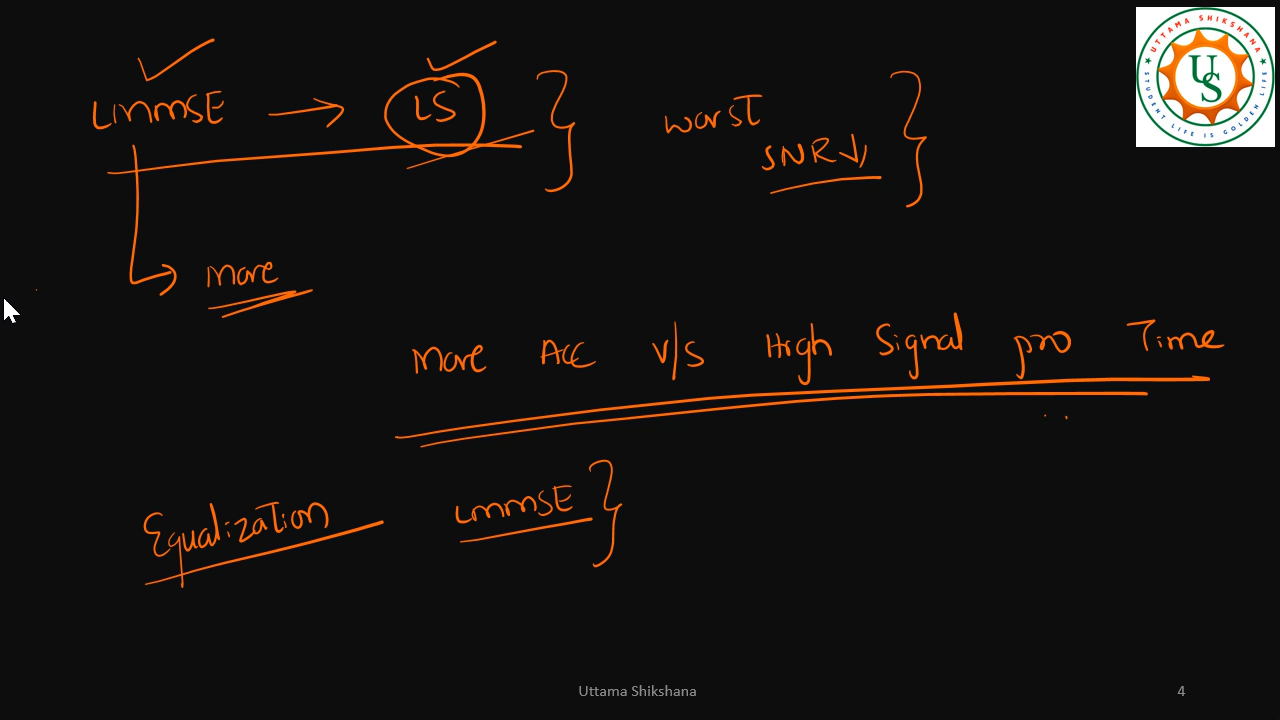 LMMSE → LS } worst
SNR ↓ }
UTTAMA SHIKSHANA
US
STUDENT LIFE IS GOLDEN LIFE
→ More
More ACC V/S High Signal pro Time
Equalization LMMSE }
Uttama Shikshana
4